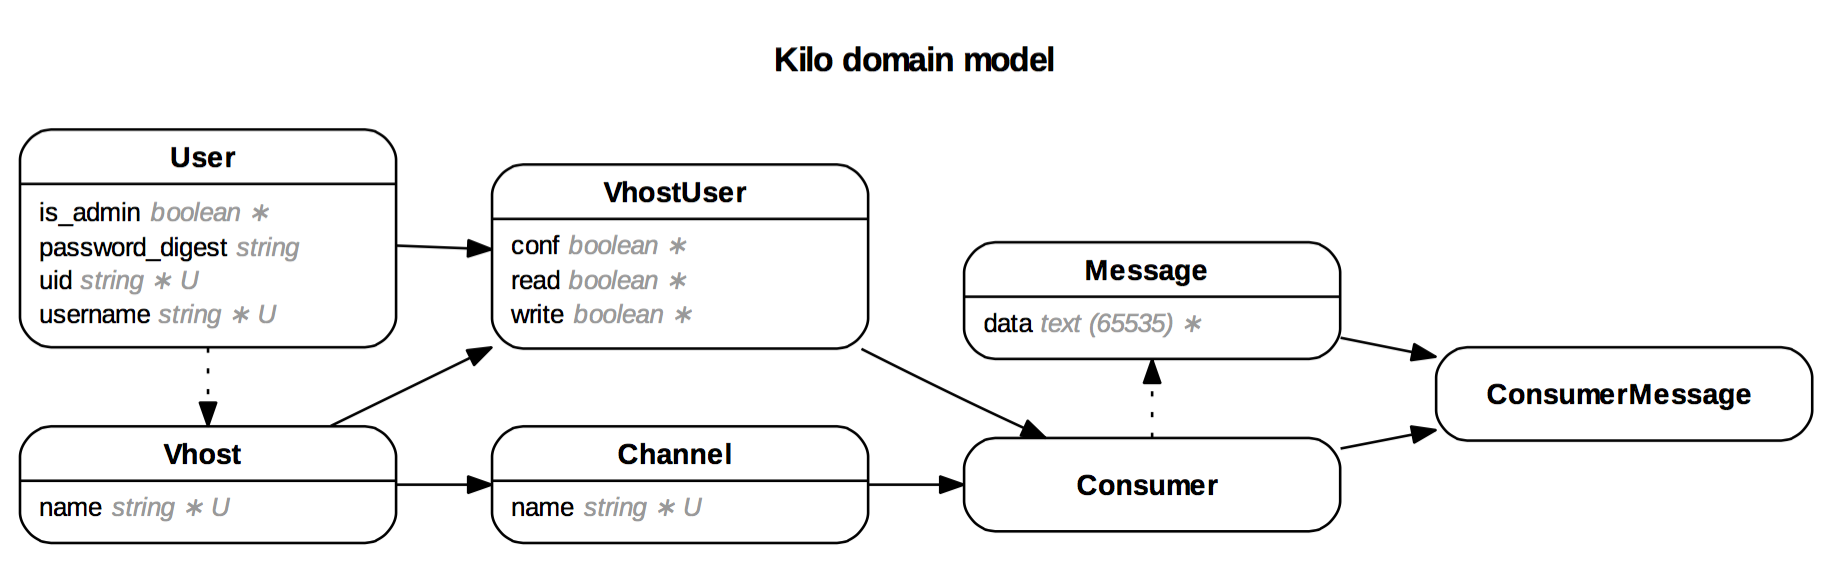 Kilo domain model
User
is_admin boolean ∗
password_digest string
uid string ∗ U
username string ∗ U
VhostUser
conf boolean ∗
read boolean ∗
write boolean ∗
Message
data text (65535) ∗
ConsumerMessage
Vhost
name string ∗ U
Channel
name string ∗ U
Consumer